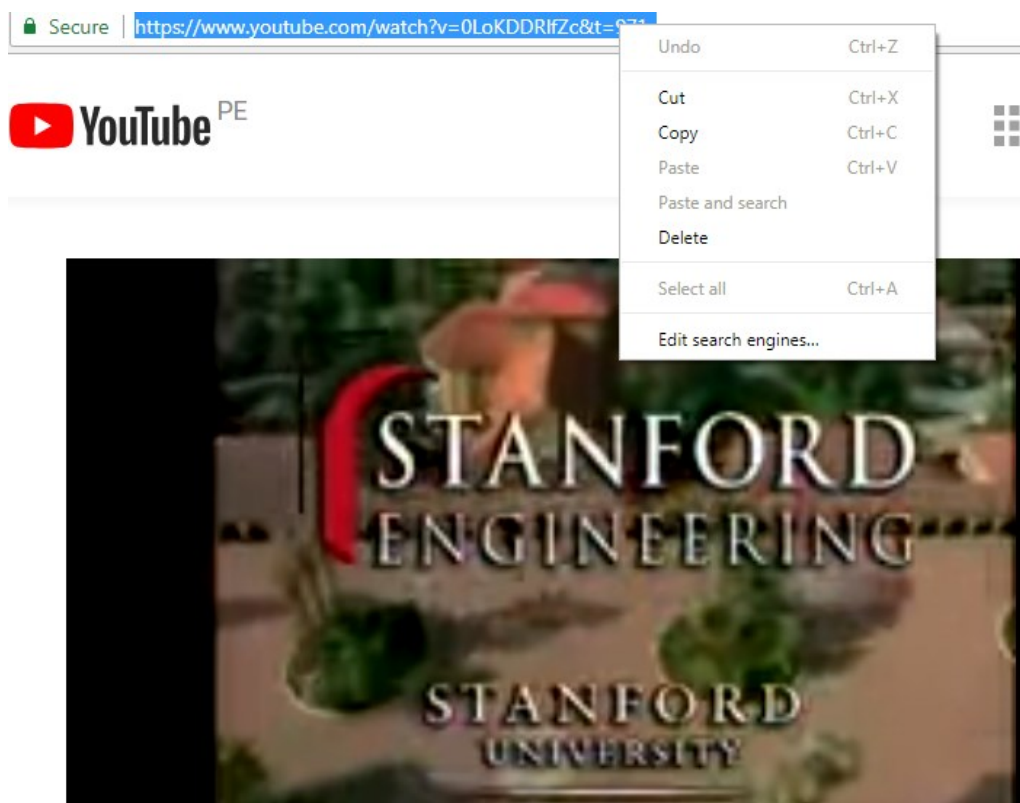 Secure https://www.youtube.com/watch?v=0LoKDDRlfZc&t=971
Undo Ctrl+Z
Cut Ctrl+X
Copy Ctrl+C
Paste Ctrl+V
Paste and search
Delete
Select all Ctrl+A
Edit search engines...
YouTube PE
STANFORD
ENGINEERING
STANFORD
UNIVERSITY